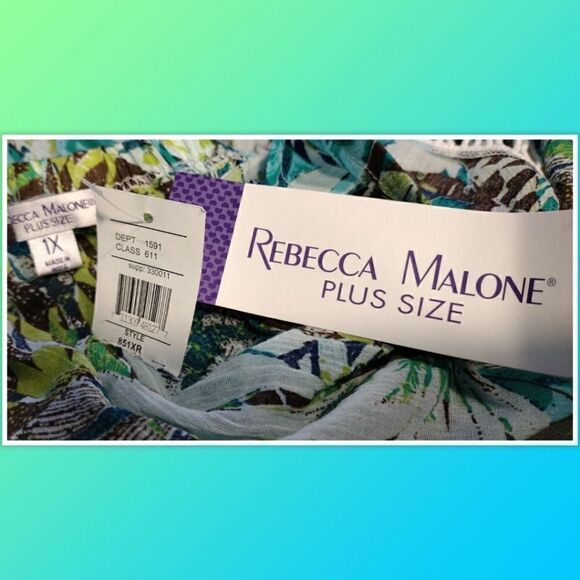 REBECCA MALONE®
PLUS SIZE
1X
MADE IN
DEPT 1591
CLASS 611
supp: 330011
STYLE
851XR
REBECCA MALONE®
PLUS SIZE